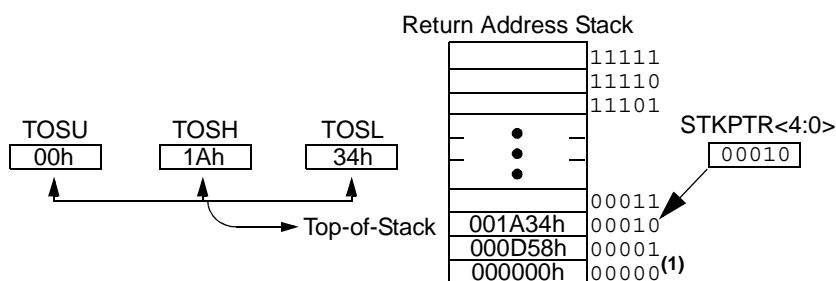 Return Address Stack
11111
11110
11101
TOSU TOSH TOSL STKPTR<4:0>
00h 1Ah 34h 00010
00011
Top-of-Stack 001A34h 00010
000D58h 00001
000000h 00000(1)